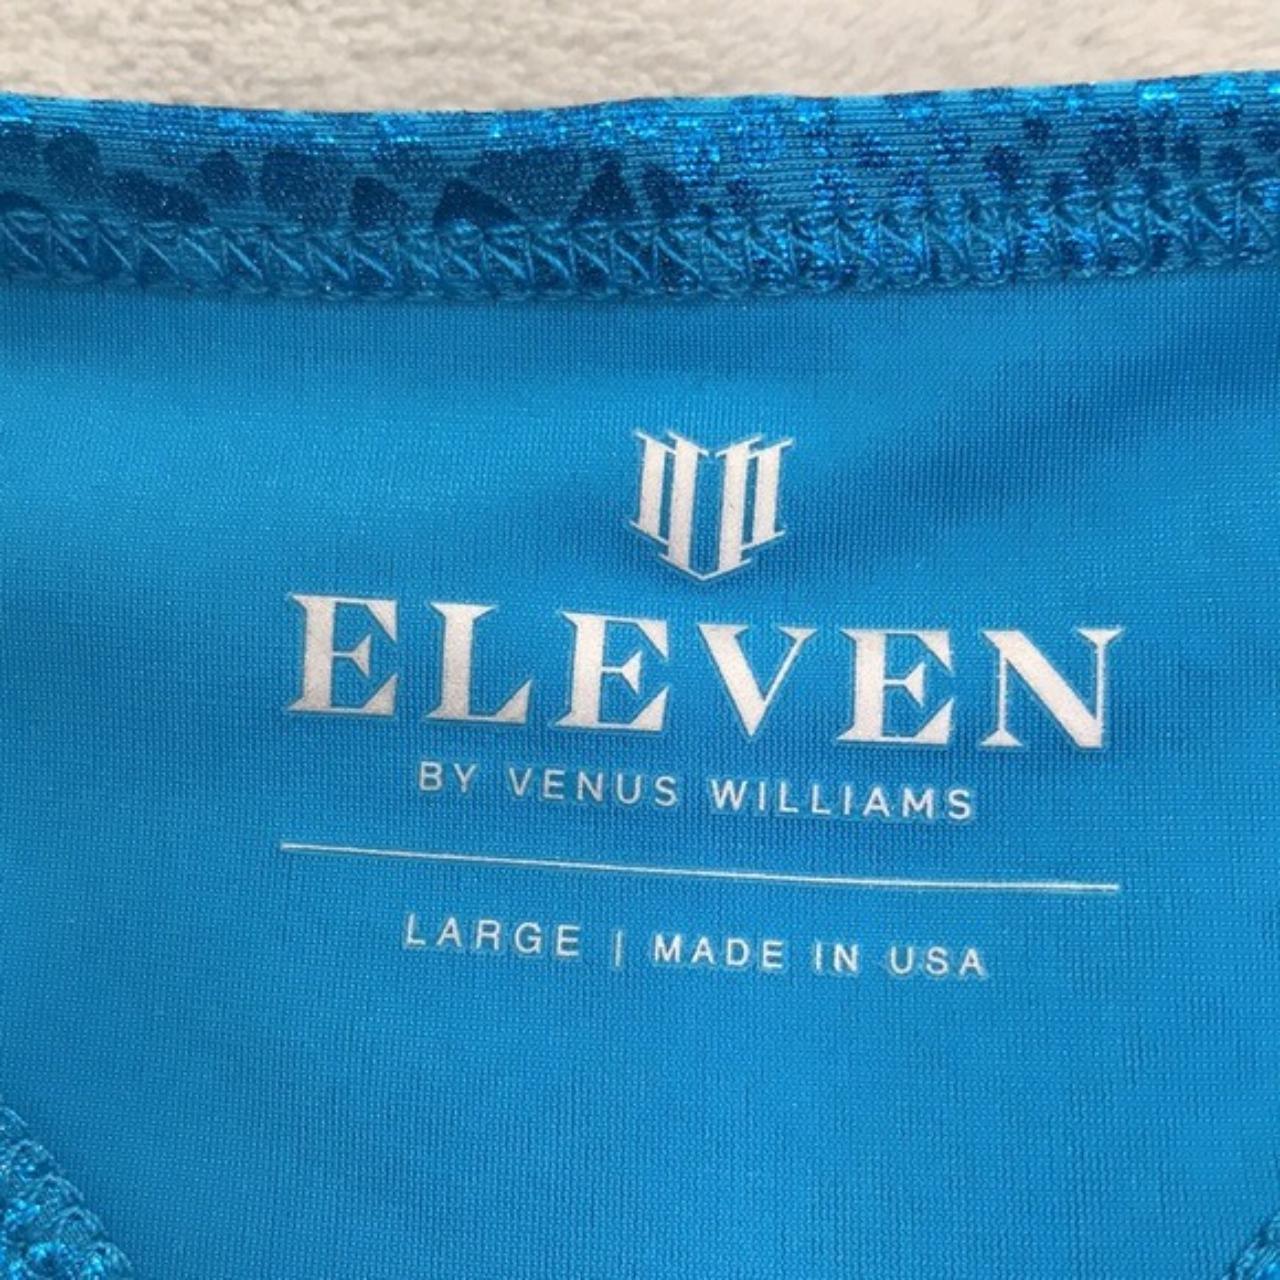 ELEVEN
BY VENUS WILLIAMS
LARGE | MADE IN USA